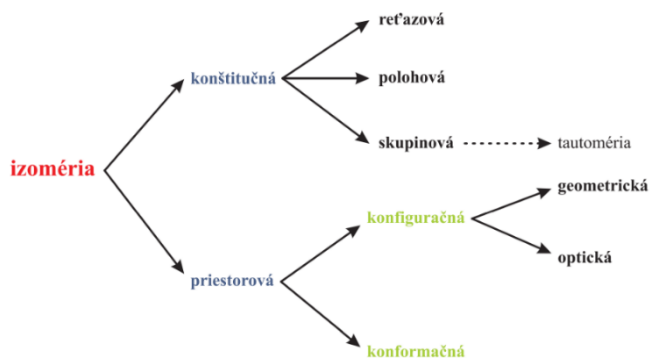 reťazová
konštitučná
polohová
skupinová
tautoméria
izoméria
geometrická
konfiguračná
optická
priestorová
konformačná